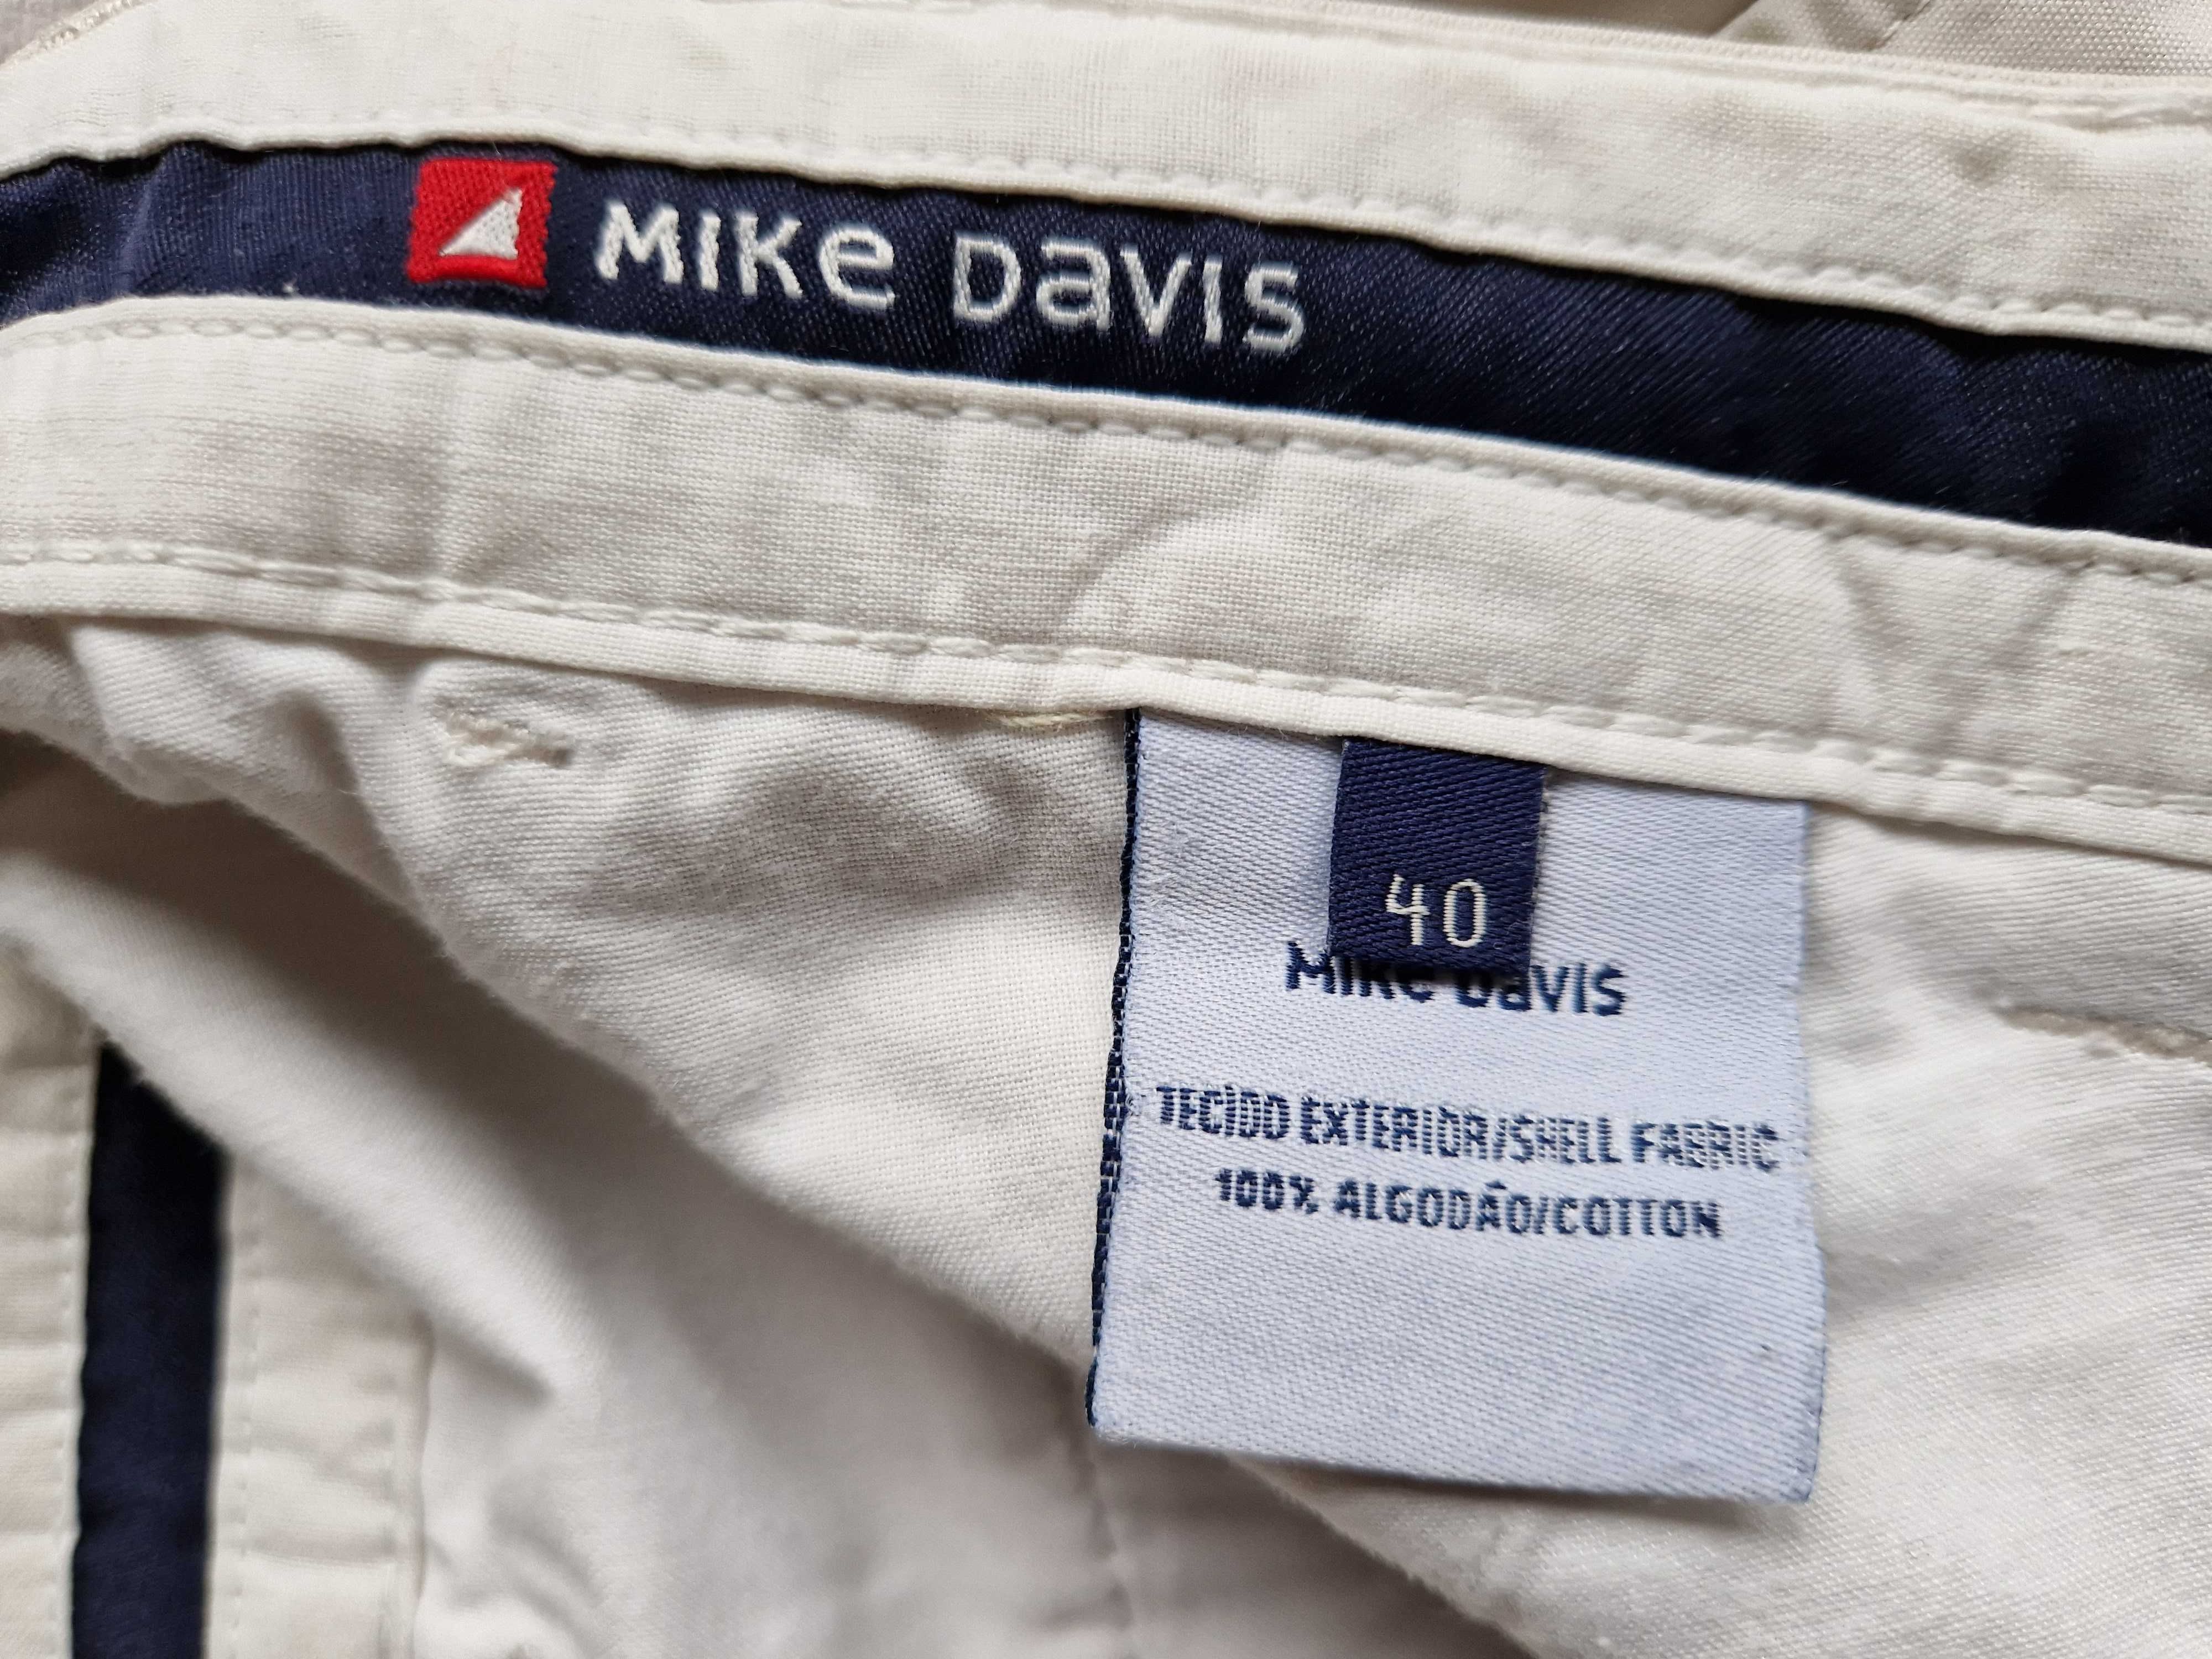 MIKe Davis
40
MIKe Davis
TECIDO EXTERIOR/SHELL FABRIC
100% ALGODÃO/COTTON